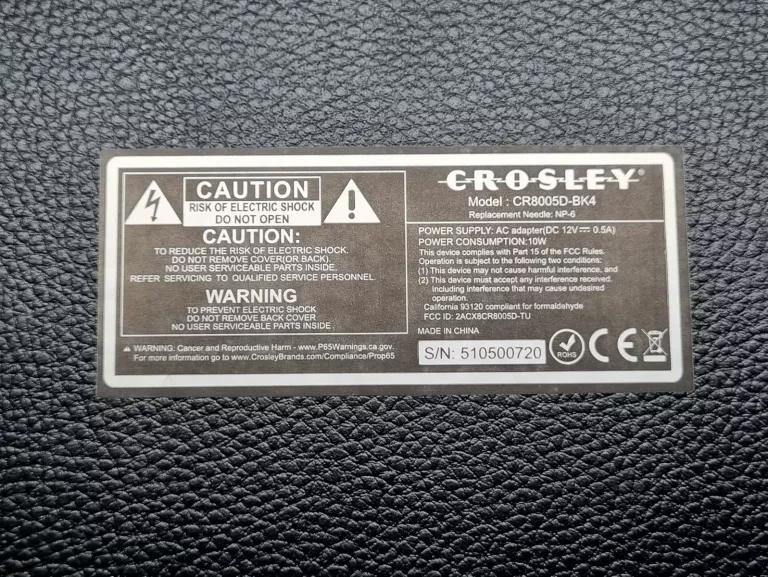 CAUTION
RISK OF ELECTRIC SHOCK
DO NOT OPEN
CAUTION:
TO REDUCE THE RISK OF ELECTRIC SHOCK,
DO NOT REMOVE COVER(OR BACK).
NO USER SERVICEABLE PARTS INSIDE.
REFER SERVICING TO QUALIFIED SERVICE PERSONNEL.
WARNING
TO PREVENT ELECTRIC SHOCK
DO NOT REMOVE BACK COVER
NO USER SERVICEABLE PARTS INSIDE.
WARNING: Cancer and Reproductive Harm - www.P65Warnings.ca.gov.
For more information go to www.CrosleyBrands.com/Compliance/Prop65
CROSLEY®
Model : CR8005D-BK4
Replacement Needle: NP-6
POWER SUPPLY: AC adapter(DC 12V⎓ 0.5A)
POWER CONSUMPTION:10W
This device complies with Part 15 of the FCC Rules.
Operation is subject to the following two conditions:
(1) This device may not cause harmful interference, and
(2) This device must accept any interference received.
including interference that may cause undesired
operation.
California 93120 compliant for formaldehyde
FCC ID: 2ACX8CR8005D-TU
MADE IN CHINA
S/N: 510500720
ROHS
CE